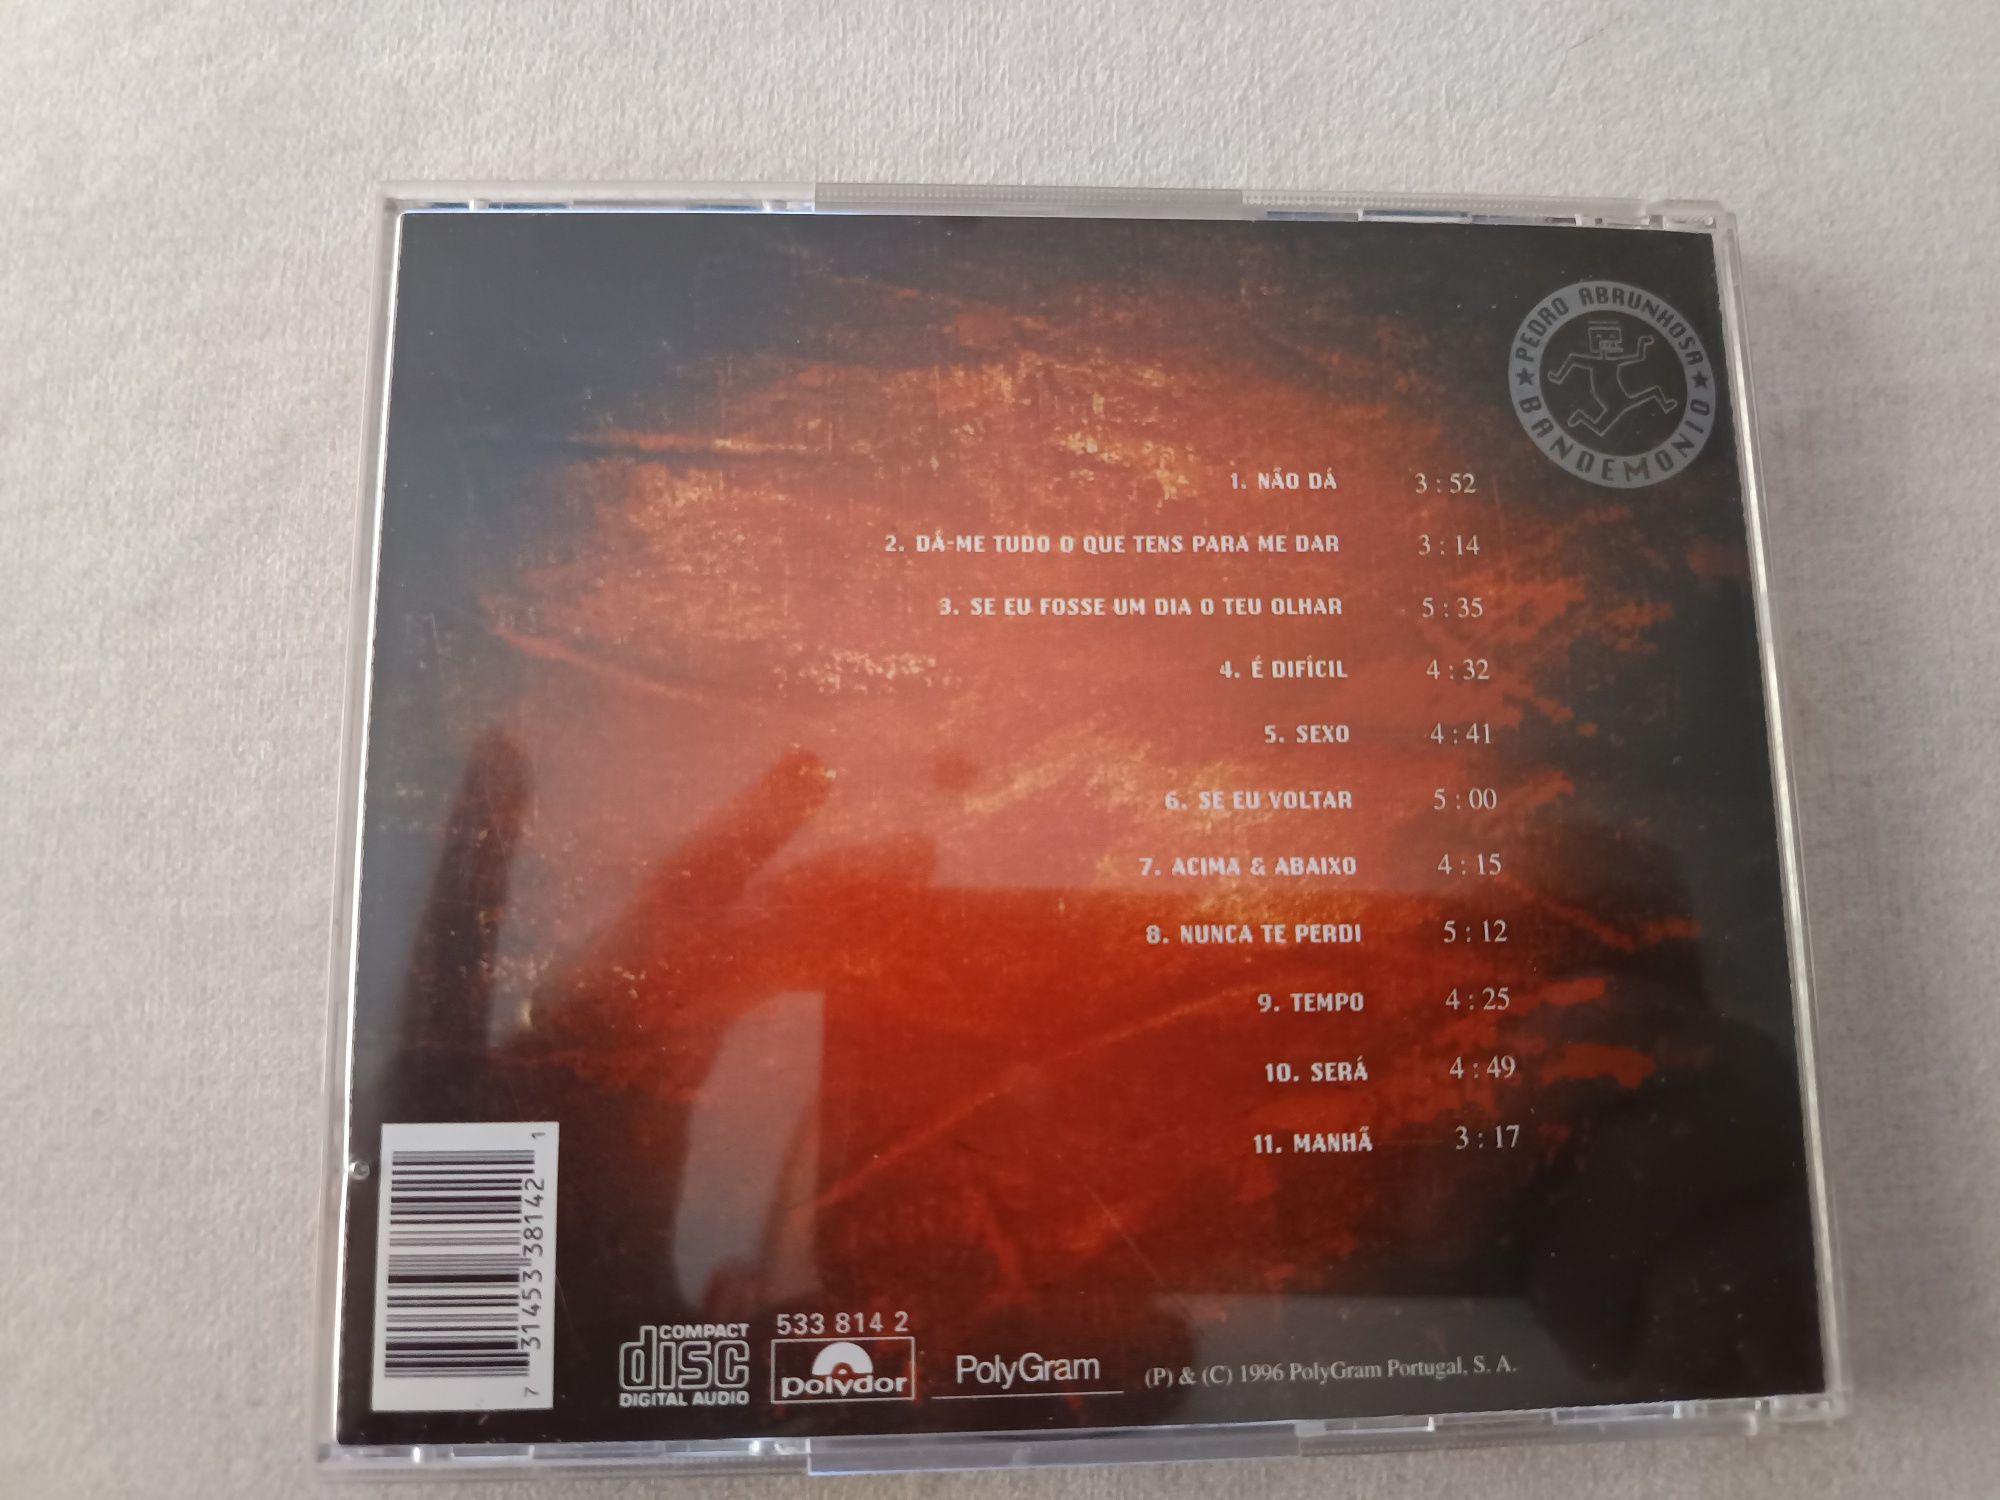 ★ PEDRO ABRUNHOSA ★
BANDEMONIO
1. NÃO DÁ 3:52
2. DÁ-ME TUDO O QUE TENS PARA ME DAR 3:14
3. SE EU FOSSE UM DIA O TEU OLHAR 5:35
4. É DIFÍCIL 4:32
5. SEXO 4:41
6. SE EU VOLTAR 5:00
7. ACIMA & ABAIXO 4:15
8. NUNCA TE PERDI 5:12
9. TEMPO 4:25
10. SERÁ 4:49
11. MANHÃ 3:17
7 31453 38142 1
COMPACT
disc
DIGITAL AUDIO
533 814 2
polydor
PolyGram
(P) & (C) 1996 PolyGram Portugal, S. A.